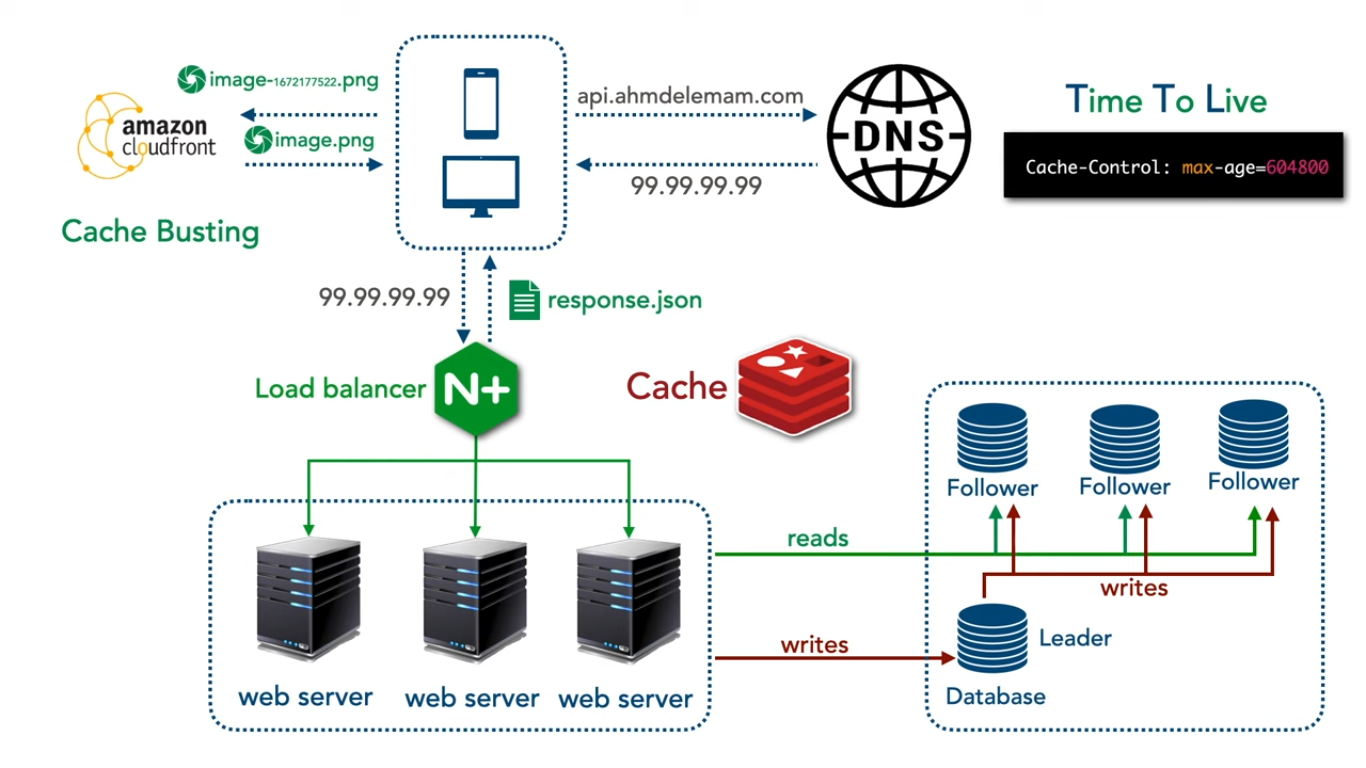 image-1672177522.png
amazon
cloudfront
image.png
Cache Busting
api.ahmdelemam.com
99.99.99.99
DNS
Time To Live
Cache-Control: max-age=604800
99.99.99.99
response.json
Load balancer
N+
Cache
Follower
Follower
Follower
reads
writes
writes
Leader
Database
web server
web server
web server